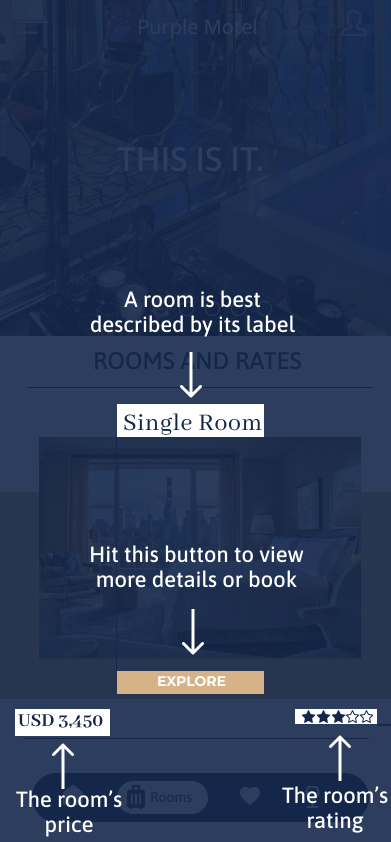 Purple Motel
THIS IS IT.
A room is best
described by its label
ROOMS AND RATES
Single Room
Hit this button to view
more details or book
EXPLORE
USD 3,450
The room's
price
Rooms
The room's
rating